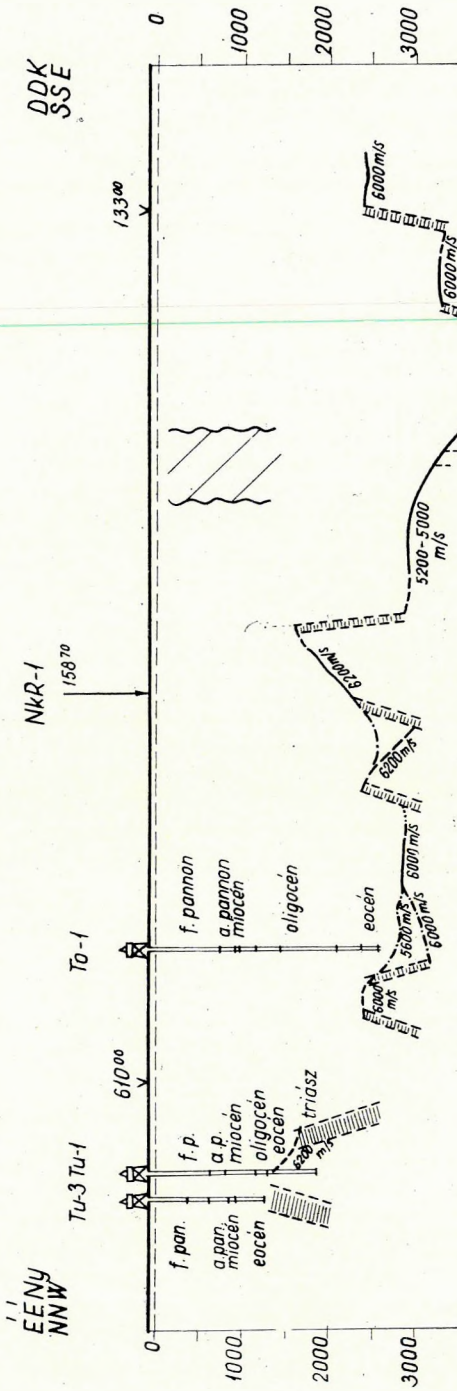 ÉÉNy
NNW
Tu-3 Tu-1
610⁰⁰
To-1
NkR-1
158⁷⁰
133⁰⁰
DDK
SSE
0
1000
2000
3000
f. pan.
a.pan.
miocén
eocén
f. p.
a. p.
miocén
oligocén
eocén
triász
6200 m/s
f. pannon
a. pannon
miocén
oligocén
eocén
6000 m/s
5600 m/s
6000 m/s
6000 m/s
6200 m/s
6200 m/s
5200-5000 m/s
6000 m/s
6000 m/s
0
1000
2000
3000